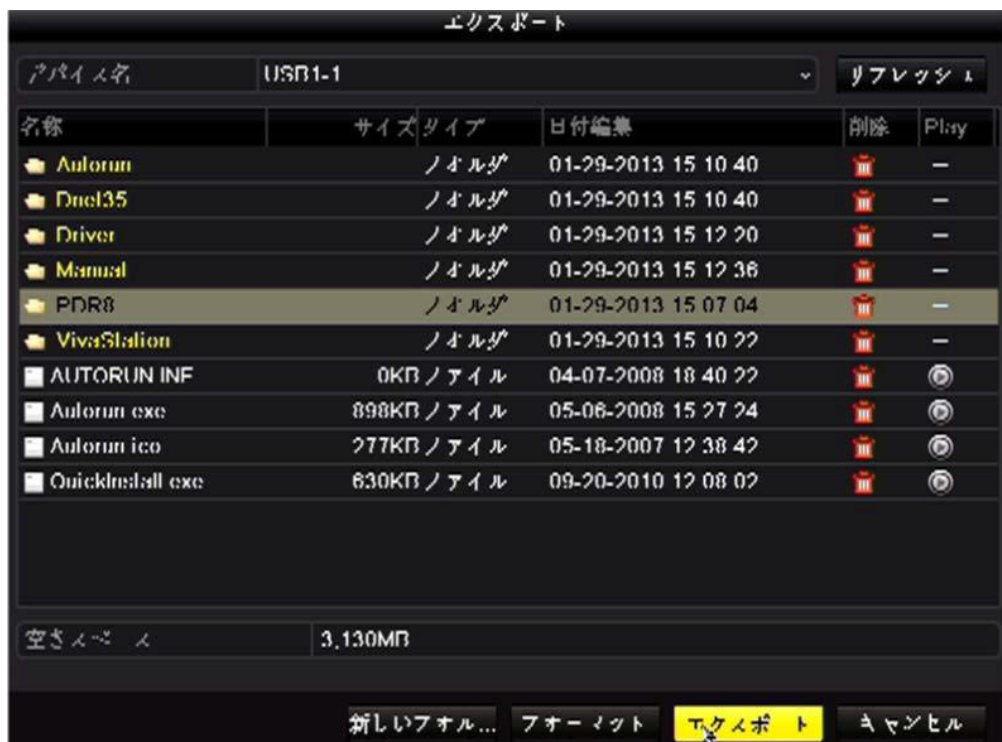 エクスポート
デバイス名 USB1-1 リフレッシュ
名称 サイズ タイプ 日付編集 削除 Play
Autorun フォルダ 01-29-2013 15 10 40 —
Dnet35 フォルダ 01-29-2013 15 10 40 —
Driver フォルダ 01-29-2013 15 12 20 —
Manual フォルダ 01-29-2013 15 12 36 —
PDR8 フォルダ 01-29-2013 15 07 04 —
VivaStation フォルダ 01-29-2013 15 10 22 —
AUTORUN INF 0KB ファイル 04-07-2008 18 40 22
Autorun exe 898KB ファイル 05-06-2008 15 27 24
Autorun ico 277KB ファイル 05-18-2007 12 38 42
QuickInstall exe 630KB ファイル 09-20-2010 12 08 02
空きスペース 3,130MB
新しいフォル... フォーマット エクスポート キャンセル